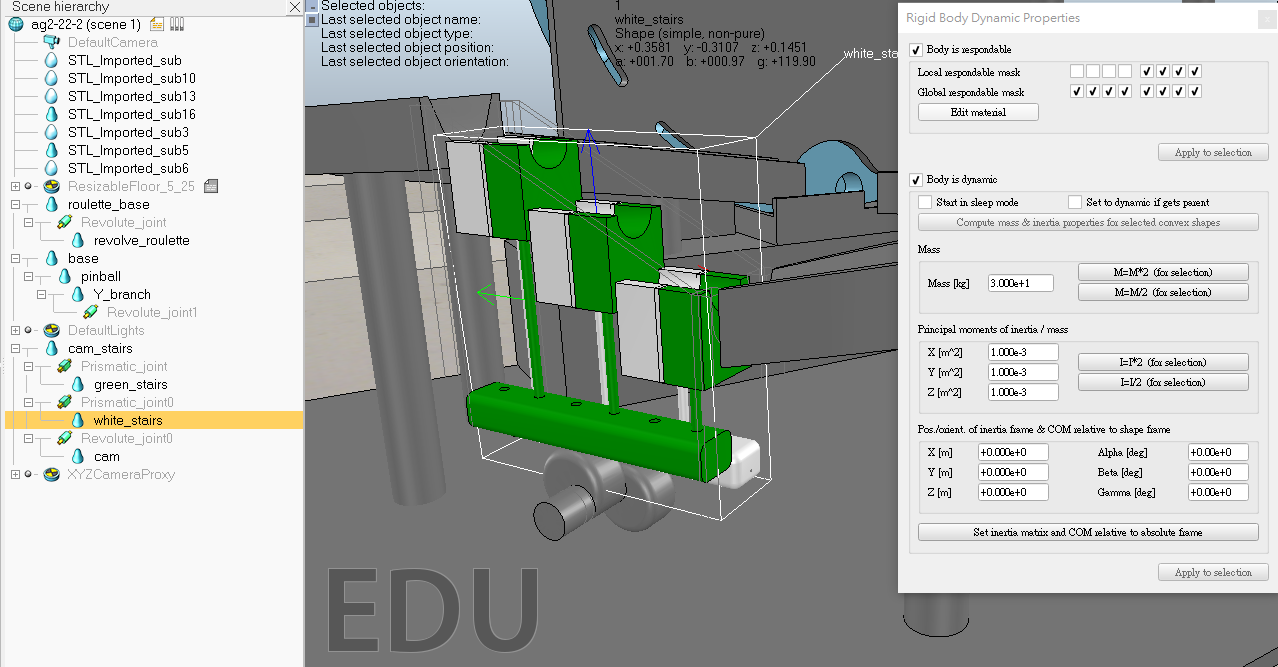 Scene hierarchy
ag2-22-2 (scene 1)
DefaultCamera
STL_Imported_sub
STL_Imported_sub10
STL_Imported_sub13
STL_Imported_sub16
STL_Imported_sub3
STL_Imported_sub5
STL_Imported_sub6
ResizableFloor_5_25
roulette_base
Revolute_joint
revolve_roulette
base
pinball
Y_branch
Revolute_joint1
DefaultLights
cam_stairs
Prismatic_joint
green_stairs
Prismatic_joint0
white_stairs
Revolute_joint0
cam
XYZCameraProxy
Selected objects: 1
Last selected object name: white_stairs
Last selected object type: Shape (simple, non-pure)
Last selected object position: x: +0.3581 y: -0.3107 z: +0.1451
Last selected object orientation: a: +001.70 b: +000.97 g: +119.90
white_sta
EDU
Rigid Body Dynamic Properties
Body is respondable
Local respondable mask
Global respondable mask
Edit material
Apply to selection
Body is dynamic
Start in sleep mode Set to dynamic if gets parent
Compute mass & inertia properties for selected convex shapes
Mass
Mass [kg] 3.000e+1 M=M*2 (for selection)
M=M/2 (for selection)
Principal moments of inertia / mass
X [m^2] 1.000e-3 I=I*2 (for selection)
Y [m^2] 1.000e-3 I=I/2 (for selection)
Z [m^2] 1.000e-3
Pos./orient. of inertia frame & COM relative to shape frame
X [m] +0.000e+0 Alpha [deg] +0.00e+0
Y [m] +0.000e+0 Beta [deg] +0.00e+0
Z [m] +0.000e+0 Gamma [deg] +0.00e+0
Set inertia matrix and COM relative to absolute frame
Apply to selection